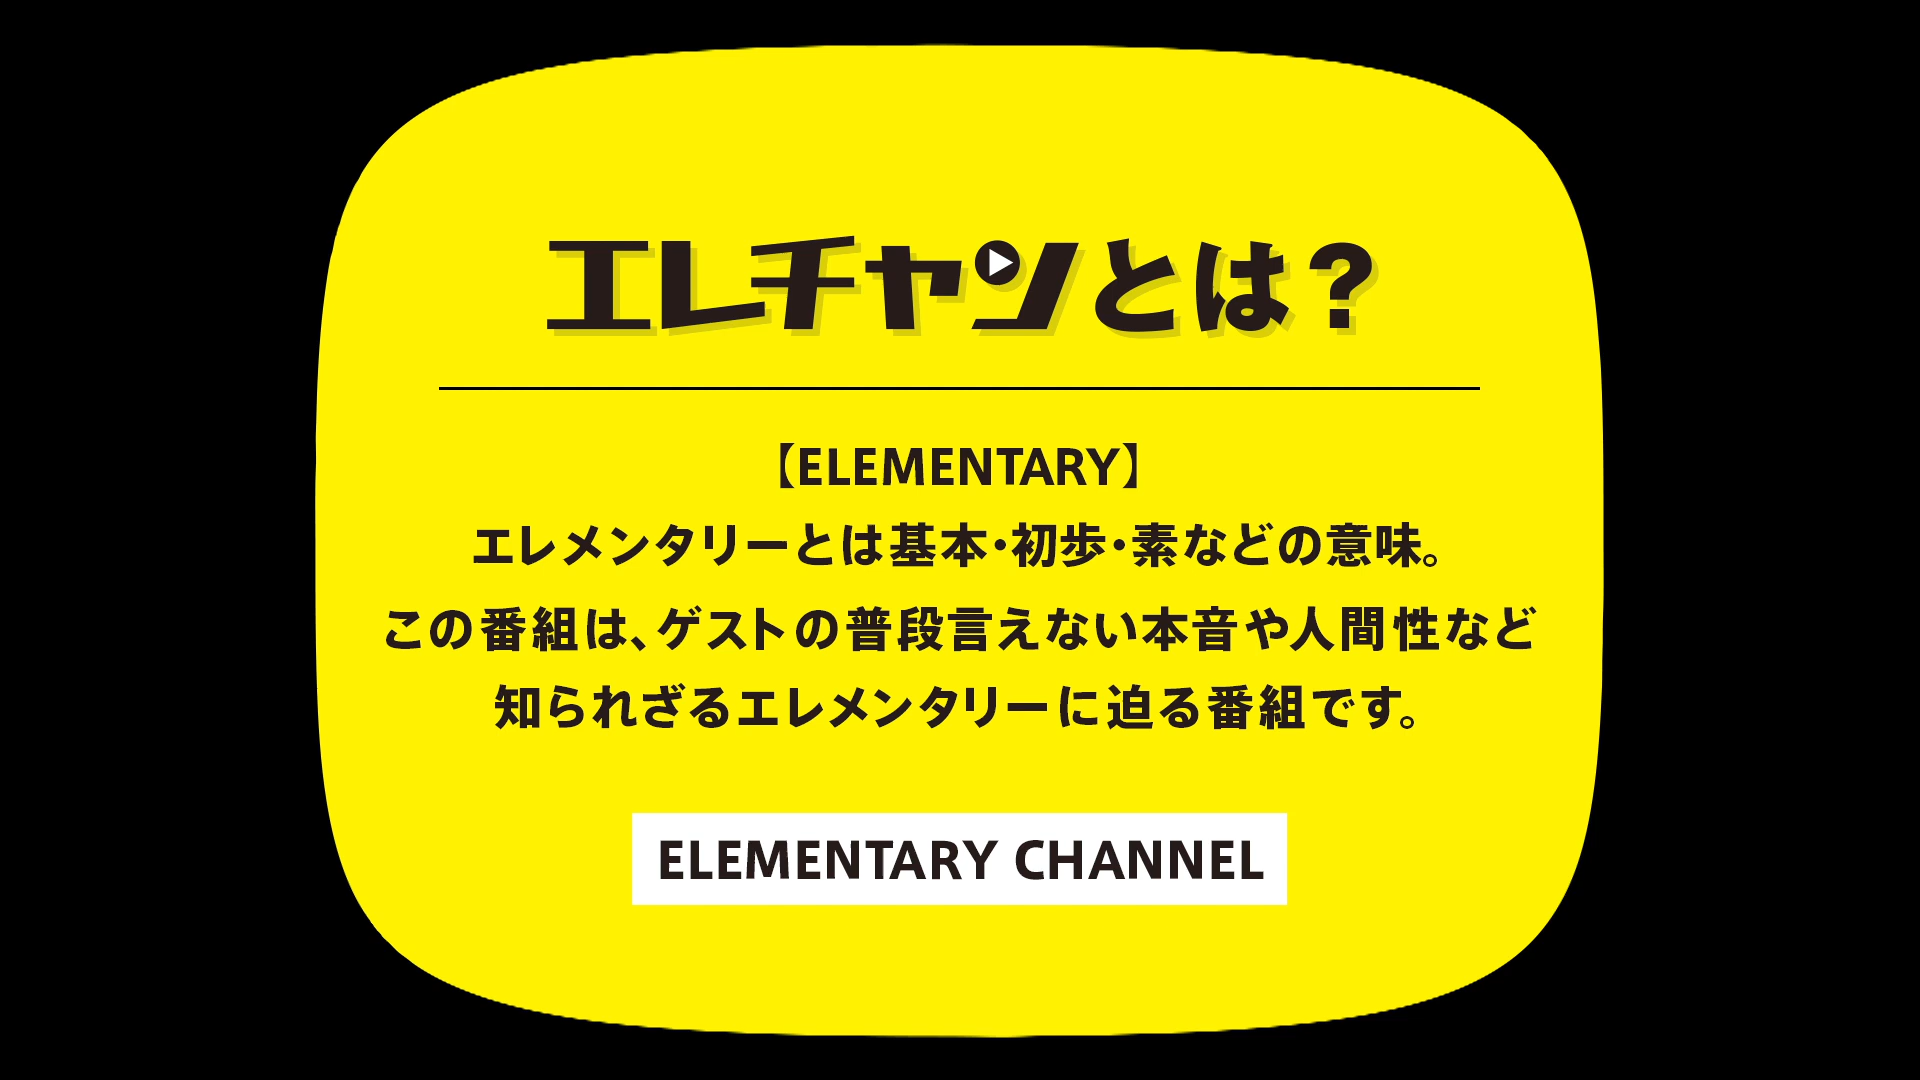 エレチャンとは？
【ELEMENTARY】
エレメンタリーとは基本・初歩・素などの意味。
この番組は、ゲストの普段言えない本音や人間性など
知られざるエレメンタリーに迫る番組です。
ELEMENTARY CHANNEL